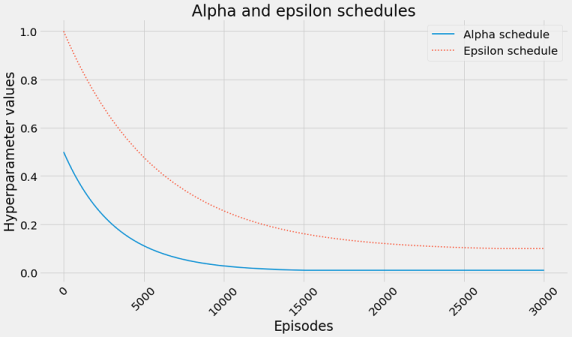 Alpha and epsilon schedules
Alpha schedule
Epsilon schedule
Hyperparameter values
1.0
0.8
0.6
0.4
0.2
0.0
0
5000
10000
15000
20000
25000
30000
Episodes